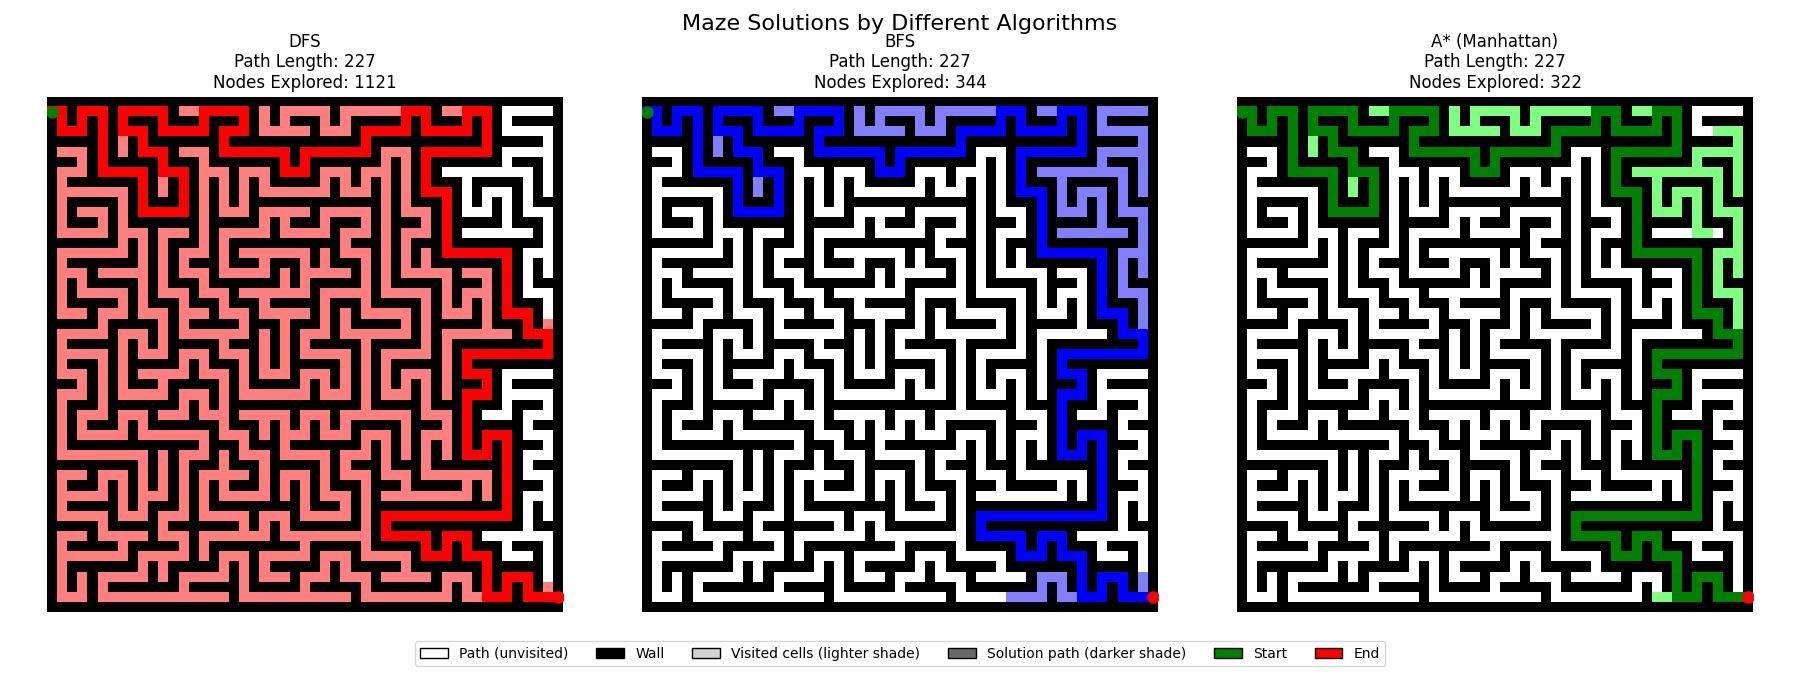 Maze Solutions by Different Algorithms
DFS
Path Length: 227
Nodes Explored: 1121
BFS
Path Length: 227
Nodes Explored: 344
A* (Manhattan)
Path Length: 227
Nodes Explored: 322
Path (unvisited)
Wall
Visited cells (lighter shade)
Solution path (darker shade)
Start
End